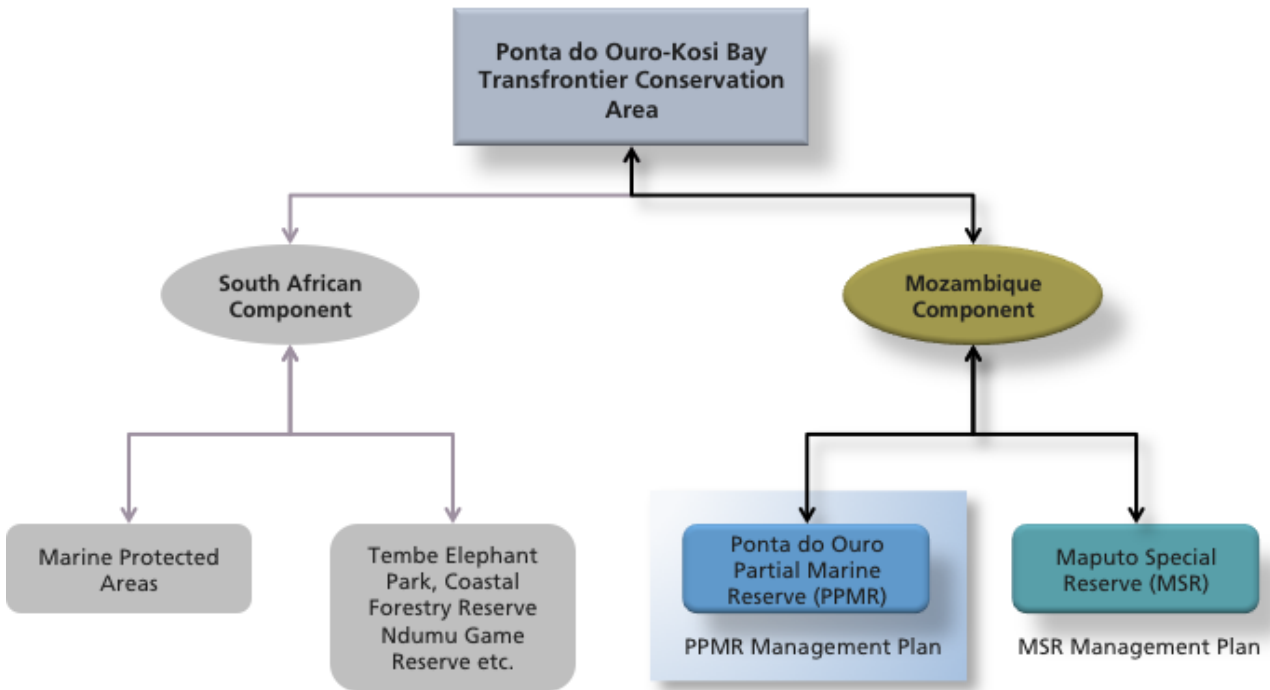 Ponta do Ouro-Kosi Bay
Transfrontier Conservation
Area
South African
Component
Mozambique
Component
Marine Protected
Areas
Tembe Elephant
Park, Coastal
Forestry Reserve
Ndumu Game
Reserve etc.
Ponta do Ouro
Partial Marine
Reserve (PPMR)
PPMR Management Plan
Maputo Special
Reserve (MSR)
MSR Management Plan